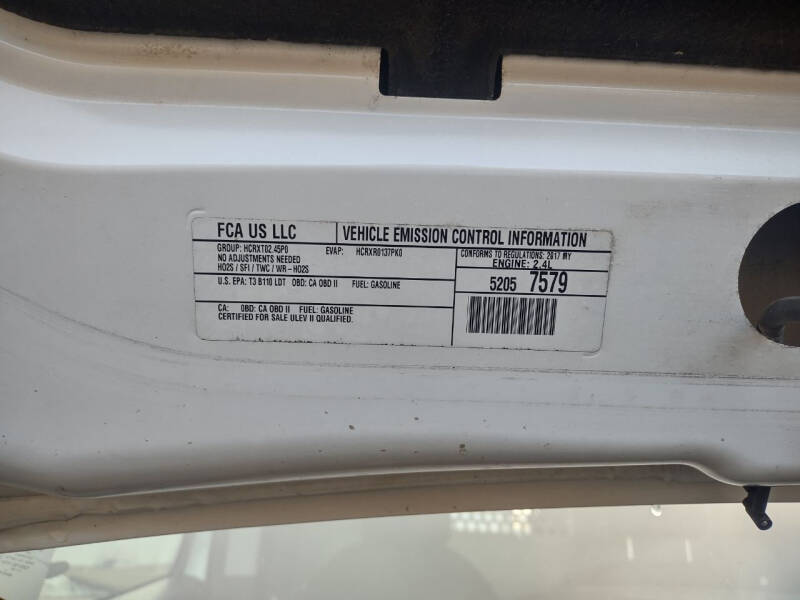 FCA US LLC
VEHICLE EMISSION CONTROL INFORMATION
GROUP: HCRXT02.45P0 EVAP: HCRXR0137PK0
NO ADJUSTMENTS NEEDED
HO2S / SFI / TWC / WR-HO2S
CONFORMS TO REGULATIONS: 2017 MY
ENGINE: 2.4L
U.S. EPA: T3 B110 LDT OBD: CA OBD II FUEL: GASOLINE
5205 7579
CA: OBD: CA OBD II FUEL: GASOLINE
CERTIFIED FOR SALE ULEV II QUALIFIED.